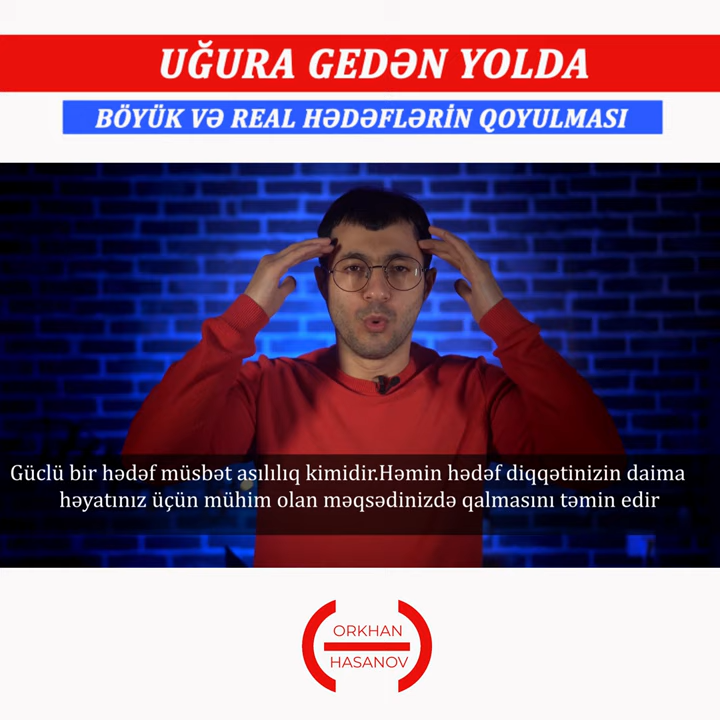 UĞURA GEDƏN YOLDA
BÖYÜK VƏ REAL HƏDƏFLƏRİN QOYULMASI
Güclü bir hədəf müsbət asılılıq kimidir.Həmin hədəf diqqətinizin daima
həyatınız üçün mühim olan məqsədinizdə qalmasını təmin edir
ORKHAN
HASANOV